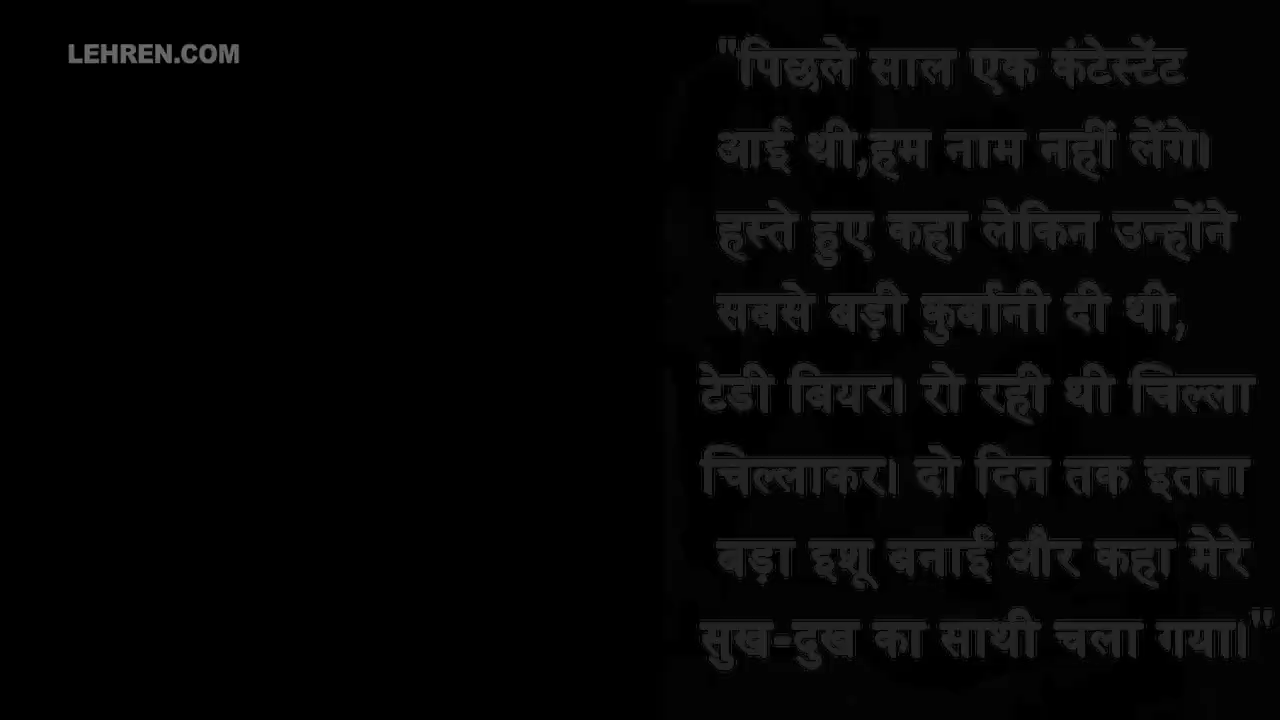 LEHREN.COM
"पिछले साल एक कंटेस्टेंट
आई थी,हम नाम नहीं लेंगे।
हस्ते हुए कहा लेकिन उन्होंने
सबसे बड़ी कुर्बानी दी थी,
टेडी बियर। रो रही थी चिल्ला
चिल्लाकर। दो दिन तक इतना
बड़ा इशू बनाई और कहा मेरे
सुख-दुख का साथी चला गया।"